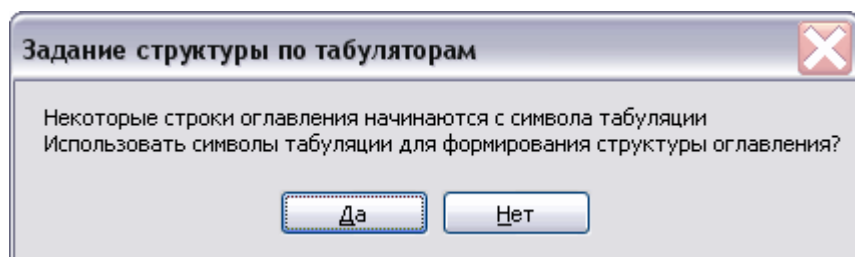 Задание структуры по табуляторам
Некоторые строки оглавления начинаются с символа табуляции
Использовать символы табуляции для формирования структуры оглавления?
Да
Нет